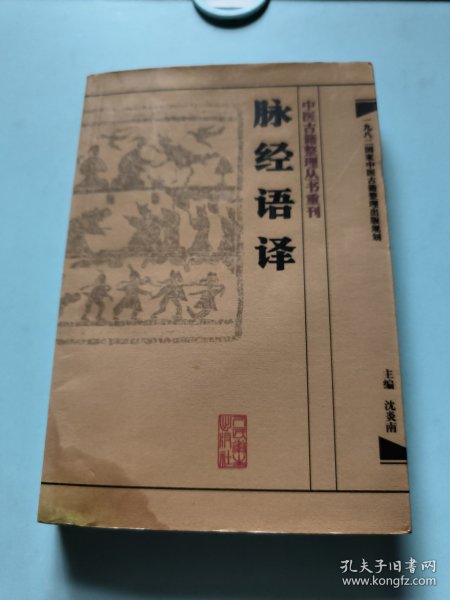 一九八二国家中医古籍整理出版规划
中医古籍整理丛书重刊
脉经语译
主编 沈炎南
孔夫子旧书网
www.kongfz.com